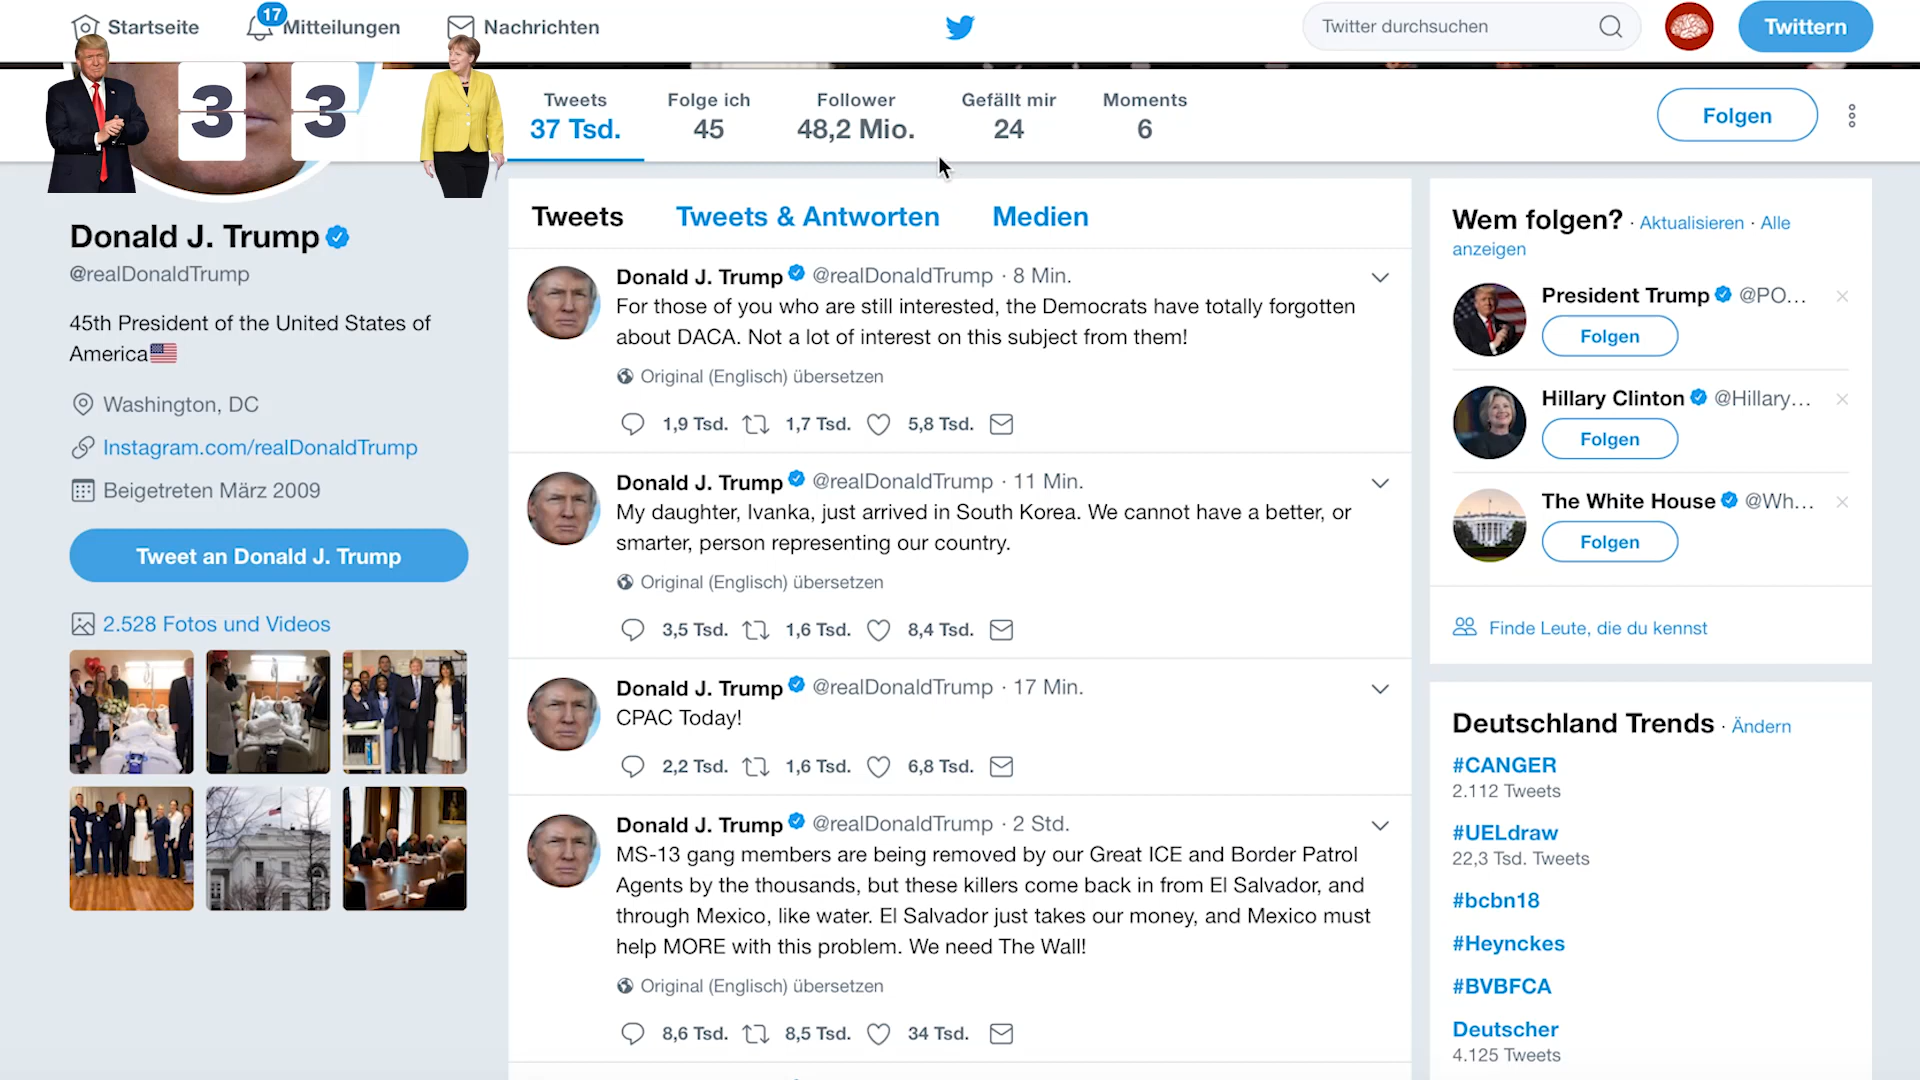 Startseite
17
Mitteilungen
Nachrichten
Twitter durchsuchen
Twittern
3 3
Tweets
37 Tsd.
Folge ich
45
Follower
48,2 Mio.
Gefällt mir
24
Moments
6
Folgen
Donald J. Trump
@realDonaldTrump
45th President of the United States of
America
Washington, DC
Instagram.com/realDonaldTrump
Beigetreten März 2009
Tweet an Donald J. Trump
2.528 Fotos und Videos
Tweets Tweets & Antworten Medien
Donald J. Trump @realDonaldTrump · 8 Min.
For those of you who are still interested, the Democrats have totally forgotten
about DACA. Not a lot of interest on this subject from them!
Original (Englisch) übersetzen
1,9 Tsd. 1,7 Tsd. 5,8 Tsd.
Donald J. Trump @realDonaldTrump · 11 Min.
My daughter, Ivanka, just arrived in South Korea. We cannot have a better, or
smarter, person representing our country.
Original (Englisch) übersetzen
3,5 Tsd. 1,6 Tsd. 8,4 Tsd.
Donald J. Trump @realDonaldTrump · 17 Min.
CPAC Today!
2,2 Tsd. 1,6 Tsd. 6,8 Tsd.
Donald J. Trump @realDonaldTrump · 2 Std.
MS-13 gang members are being removed by our Great ICE and Border Patrol
Agents by the thousands, but these killers come back in from El Salvador, and
through Mexico, like water. El Salvador just takes our money, and Mexico must
help MORE with this problem. We need The Wall!
Original (Englisch) übersetzen
8,6 Tsd. 8,5 Tsd. 34 Tsd.
Wem folgen? · Aktualisieren · Alle
anzeigen
President Trump @PO...
Folgen
Hillary Clinton @Hillary...
Folgen
The White House @Wh...
Folgen
Finde Leute, die du kennst
Deutschland Trends · Ändern
#CANGER
2.112 Tweets
#UELdraw
22,3 Tsd. Tweets
#bcbn18
#Heynckes
#BVBFCA
Deutscher
4.125 Tweets